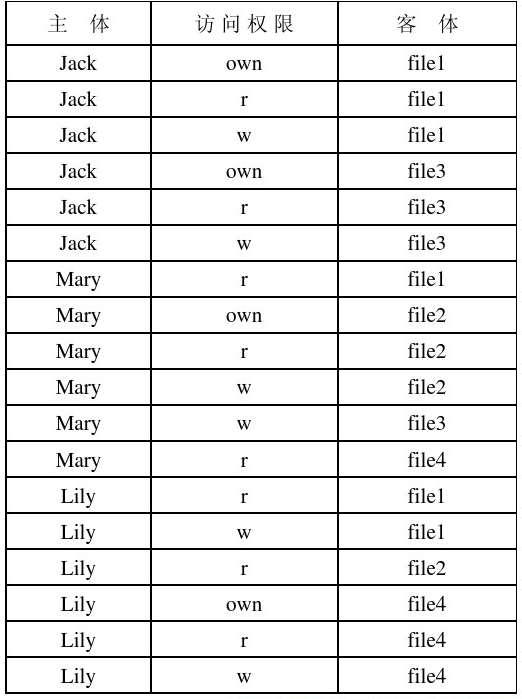 主 体 访问权限 客 体
Jack own file1
Jack r file1
Jack w file1
Jack own file3
Jack r file3
Jack w file3
Mary r file1
Mary own file2
Mary r file2
Mary w file2
Mary w file3
Mary r file4
Lily r file1
Lily w file1
Lily r file2
Lily own file4
Lily r file4
Lily w file4